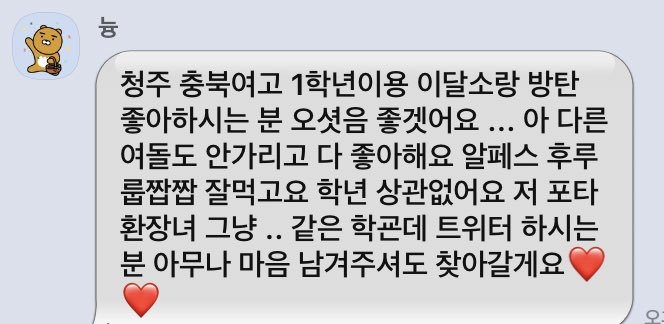 늉
청주 충북여고 1학년이용 이달소랑 방탄
좋아하시는 분 오셧음 좋겟어요 ... 아 다른
여돌도 안가리고 다 좋아해요 알페스 후루
룹짭짭 잘먹고요 학년 상관없어요 저 포타
환장녀 그냥 .. 같은 학굔데 트위터 하시는
분 아무나 마음 남겨주셔도 찾아갈게요❤️
❤️